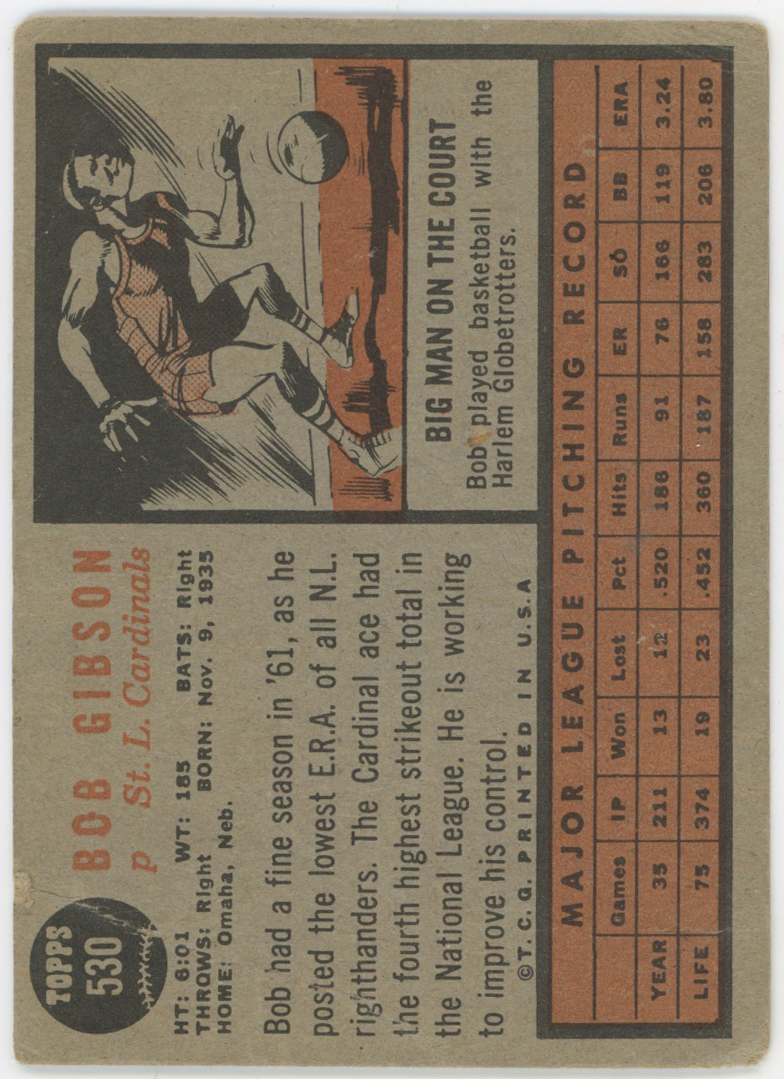 TOPPS
530
BOB GIBSON
p St. L. Cardinals
HT: 6:01 WT: 185 BATS: Right
THROWS: Right BORN: Nov. 9, 1935
HOME: Omaha, Neb.
Bob had a fine season in '61, as he
posted the lowest E.R.A. of all N.L.
righthanders. The Cardinal ace had
the fourth highest strikeout total in
the National League. He is working
to improve his control.
©T.C.G. PRINTED IN U.S.A
BIG MAN ON THE COURT
Bob played basketball with the
Harlem Globetrotters.
MAJOR LEAGUE PITCHING RECORD
Games IP Won Lost Pct Hits Runs ER SO BB ERA
YEAR 35 211 13 12 .520 186 91 76 166 119 3.24
LIFE 75 374 19 23 .452 360 187 158 283 206 3.80